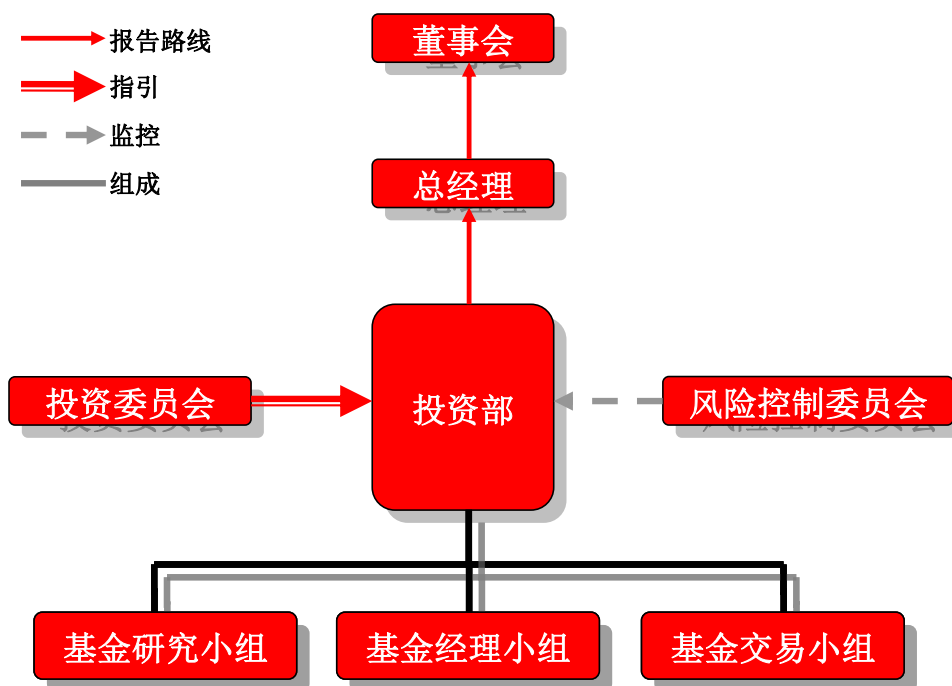 报告路线
指引
监控
组成
董事会
总经理
投资委员会
投资部
风险控制委员会
基金研究小组
基金经理小组
基金交易小组